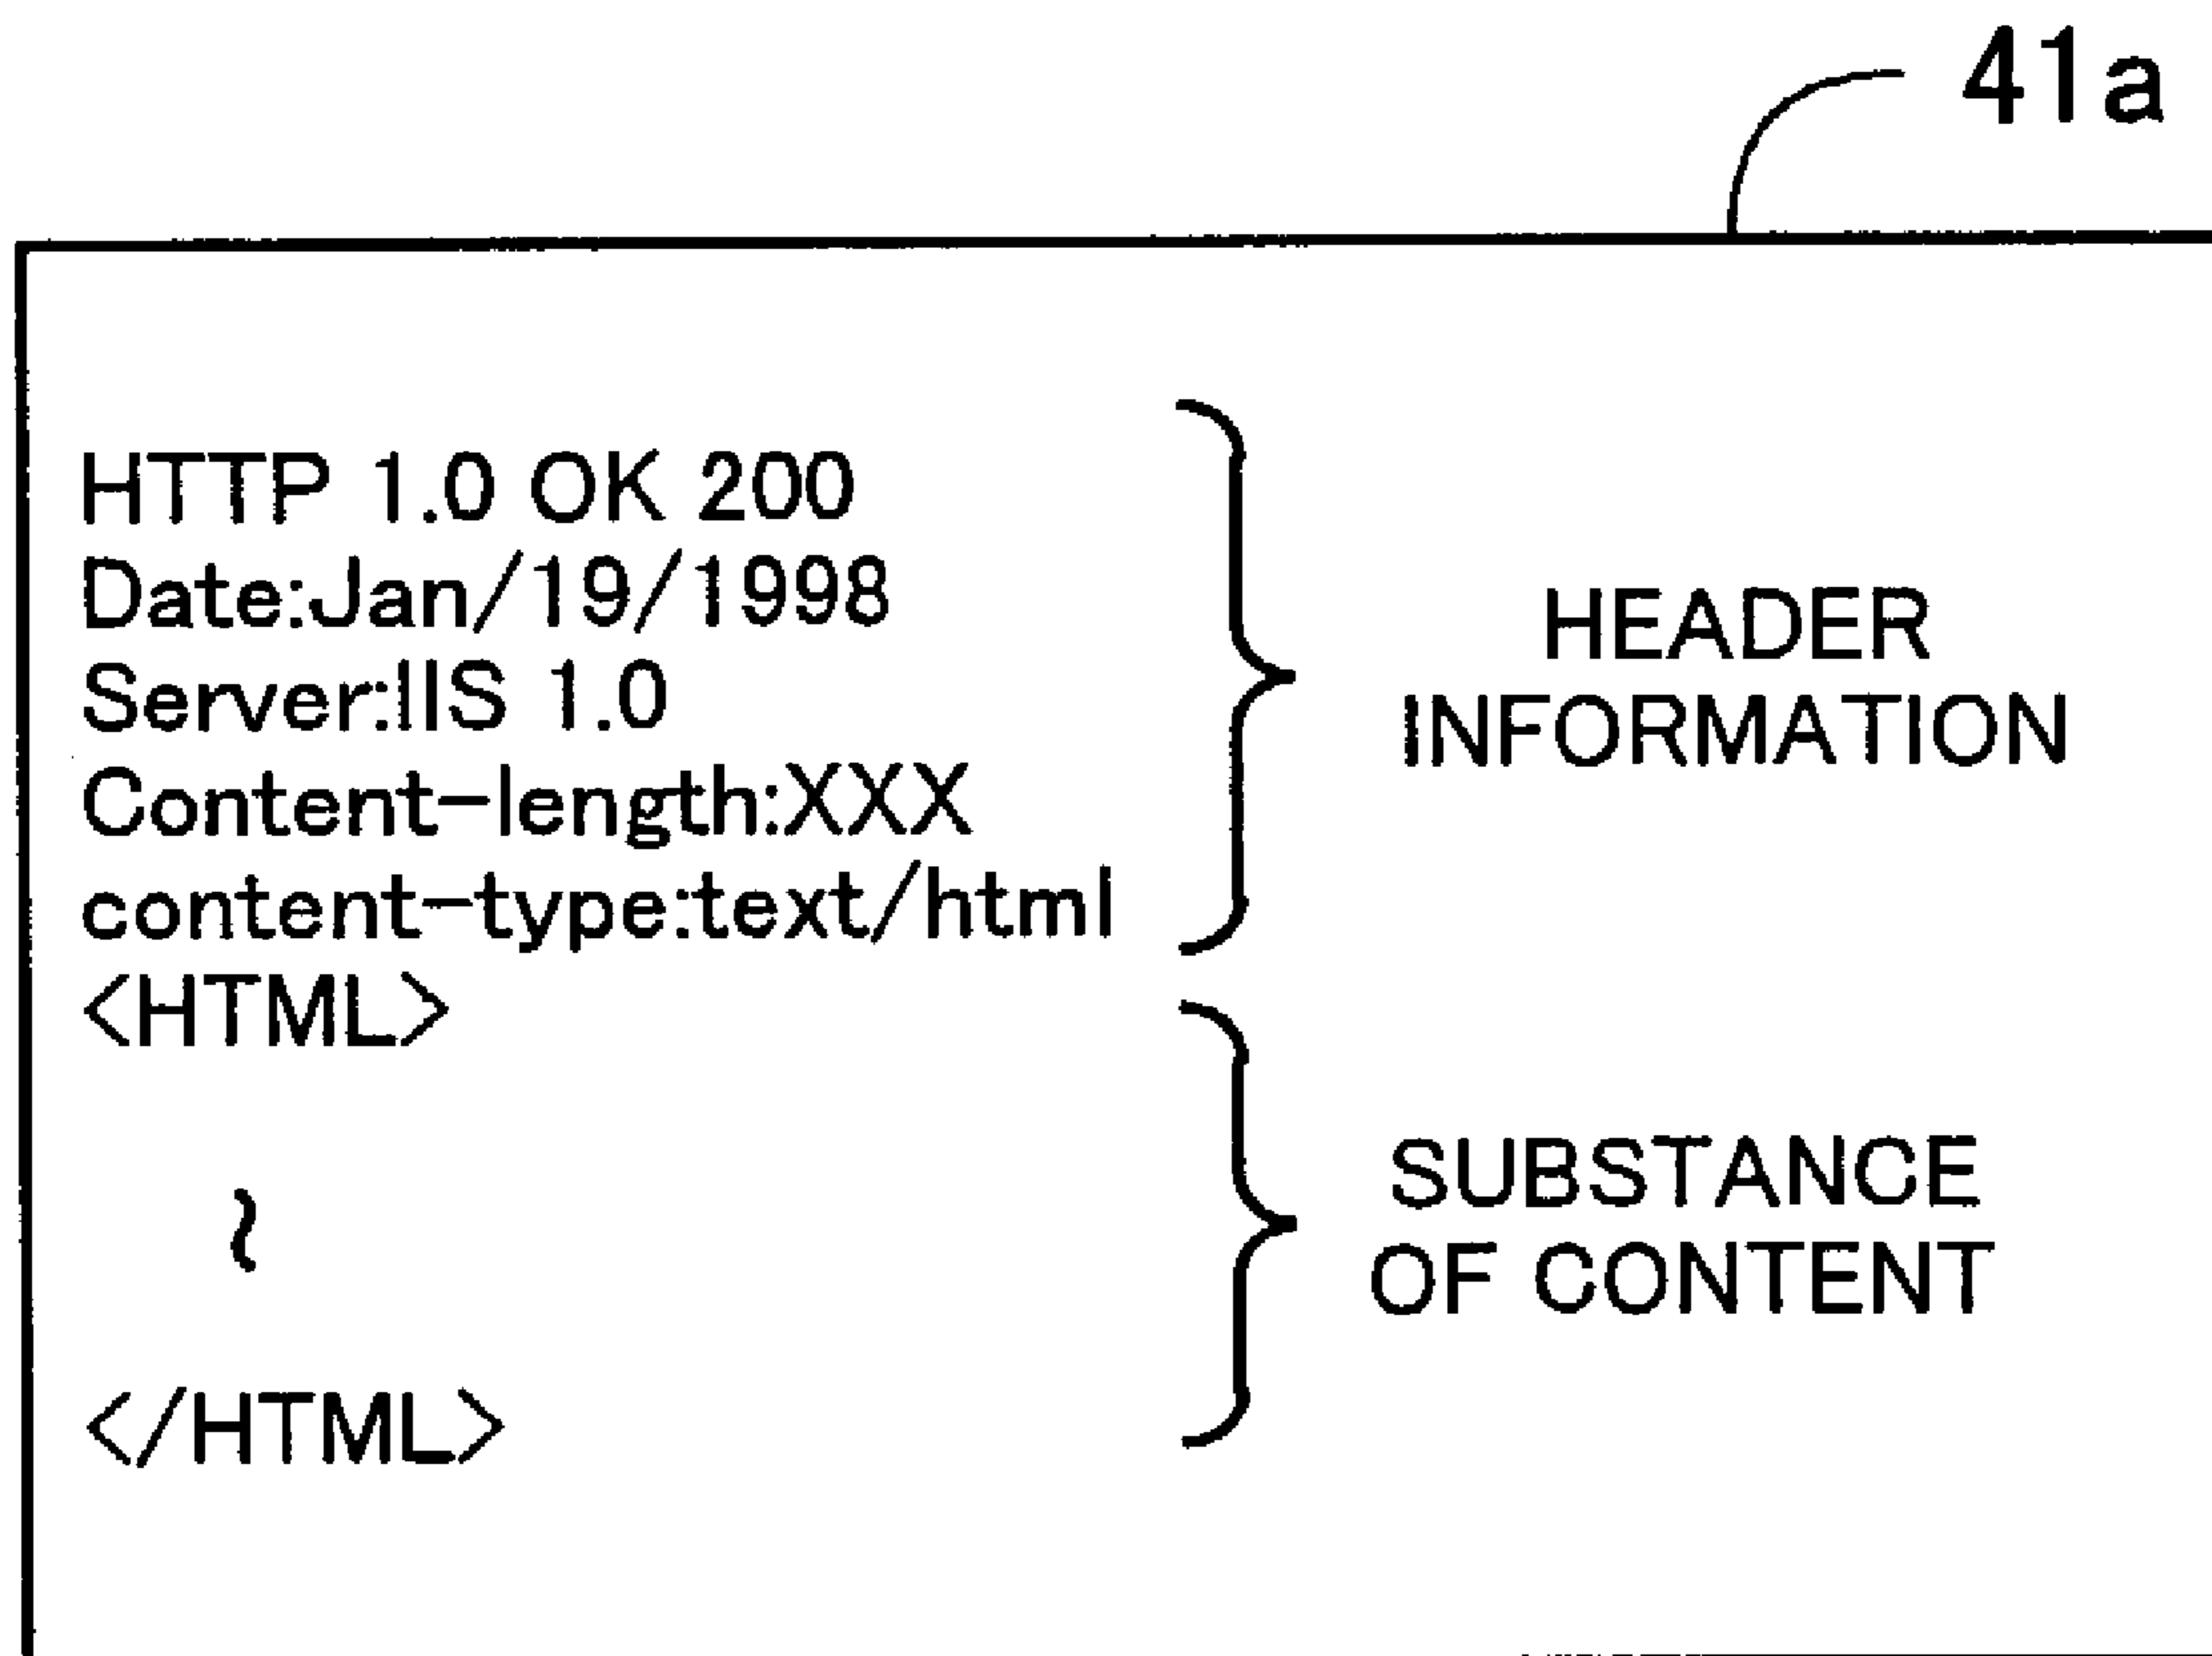 41a
HTTP 1.0 OK 200
Date:Jan/19/1998
Server:IIS 1.0
Content-length:XXX
content-type:text/html
HEADER
INFORMATION
<HTML>
≀
</HTML>
SUBSTANCE
OF CONTENT